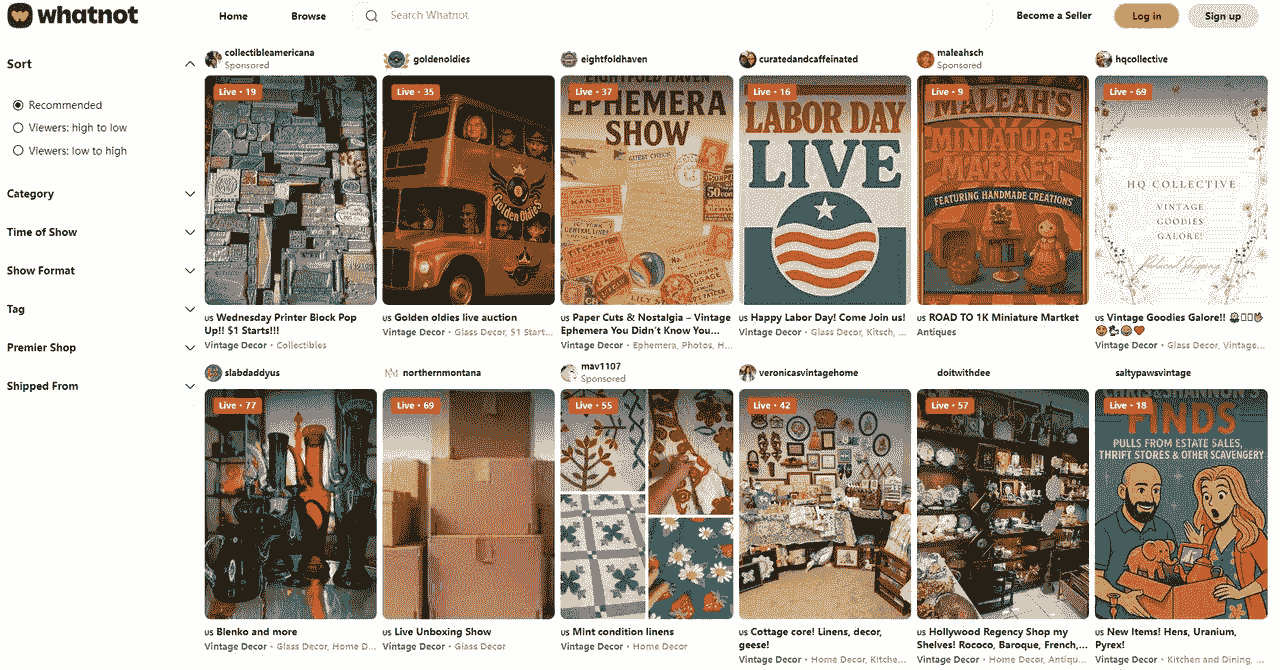 whatnot
Home
Browse
Search Whatnot
Become a Seller
Log in
Sign up
Sort
Recommended
Viewers: high to low
Viewers: low to high
Category
Time of Show
Show Format
Tag
Premier Shop
Shipped From
collectibleamericana
Sponsored
Live • 19
us Wednesday Printer Block Pop
Up!! $1 Starts!!!
Vintage Decor • Collectibles
goldenoldies
Live • 35
Golden Oldies
us Golden oldies live auction
Vintage Decor • Glass Decor, $1 Start...
eightfoldhaven
Live • 37
EIGHTFOLD HAVEN
EPHEMERA
SHOW
GUEST CHECK
us Paper Cuts & Nostalgia – Vintage
Ephemera You Didn't Know You...
Vintage Decor • Ephemera, Photos, H...
curatedandcaffeinated
Live • 16
LABOR DAY
LIVE
us Happy Labor Day! Come Join us!
Vintage Decor • Glass Decor, Kitsch, ...
maleahsch
Sponsored
Live • 9
MALEAH'S
MINIATURE
MARKET
FEATURING HANDMADE CREATIONS
us ROAD TO 1K Miniature Martket
Antiques
hqcollective
Live • 69
HQ COLLECTIVE
VINTAGE
GOODIES
GALORE!
us Vintage Goodies Galore!!
Vintage Decor • Glass Decor, Vintage...
slabdaddyus
Live • 77
us Blenko and more
Vintage Decor • Glass Decor, Home D...
northernmontana
Live • 69
us Live Unboxing Show
Vintage Decor • Glass Decor
mav1107
Sponsored
Live • 55
us Mint condition linens
Vintage Decor • Home Decor
veronicasvintagehome
Live • 42
us Cottage core! Linens, decor,
geese!
Vintage Decor • Home Decor, Kitche...
doitwithdee
Live • 57
us Hollywood Regency Shop my
Shelves! Rococo, Baroque, French,...
Vintage Decor • Home Decor, Antiqu...
saltypawsvintage
Live • 18
FINDS
PULLS FROM ESTATE SALES,
THRIFT STORES & OTHER SCAVENGERY
us New Items! Hens, Uranium,
Pyrex!
Vintage Decor • Kitchen and Dining, ...